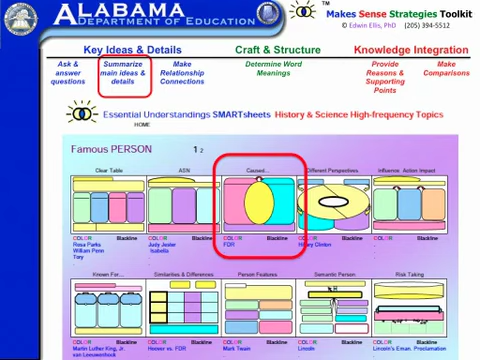 ALABAMA
DEPARTMENT OF EDUCATION
™
Makes Sense Strategies Toolkit
© Edwin Ellis, PhD (205) 394-5512
Key Ideas & Details
Craft & Structure
Knowledge Integration
Ask & answer questions
Summarize main ideas & details
Make Relationship Connections
Determine Word Meanings
Provide Reasons & Supporting Points
Make Comparisons
Essential Understandings SMARTsheets History & Science High-frequency Topics
HOME
Famous PERSON 1 2
Clear Table
ASN
Caused...
Different Perspectives
Influence Action Impact
COLOR Blackline
COLOR Blackline
COLOR Blackline
COLOR Blackline
COLOR Blackline
Rosa Parks
William Penn
Tary
Judy Jester
Isabella
FDR
Hillary Clinton
Known For...
Similarities & Differences
Person Features
Semantic Person
Risk Taking
COLOR Blackline
COLOR Blackline
COLOR Blackline
COLOR Blackline
COLOR Blackline
Martin Luther King, Jr.
van Leeuwenhoek
Hoover vs. FDR
Mark Twain
Lincoln
Lincoln's Eman. Proclamation